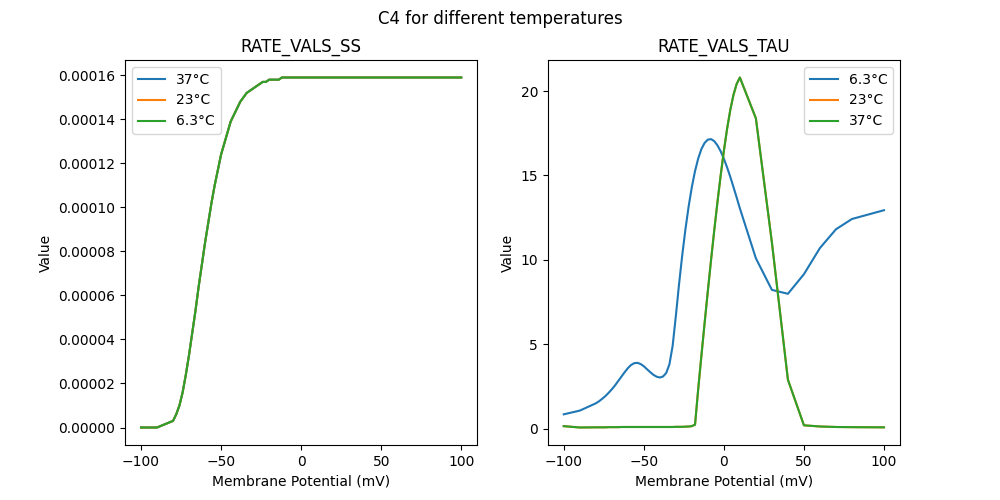 C4 for different temperatures
RATE_VALS_SS
0.00016
0.00014
0.00012
0.00010
0.00008
0.00006
0.00004
0.00002
0.00000
Value
37°C
23°C
6.3°C
−100
−50
0
50
100
Membrane Potential (mV)
RATE_VALS_TAU
20
15
10
5
0
Value
6.3°C
23°C
37°C
−100
−50
0
50
100
Membrane Potential (mV)